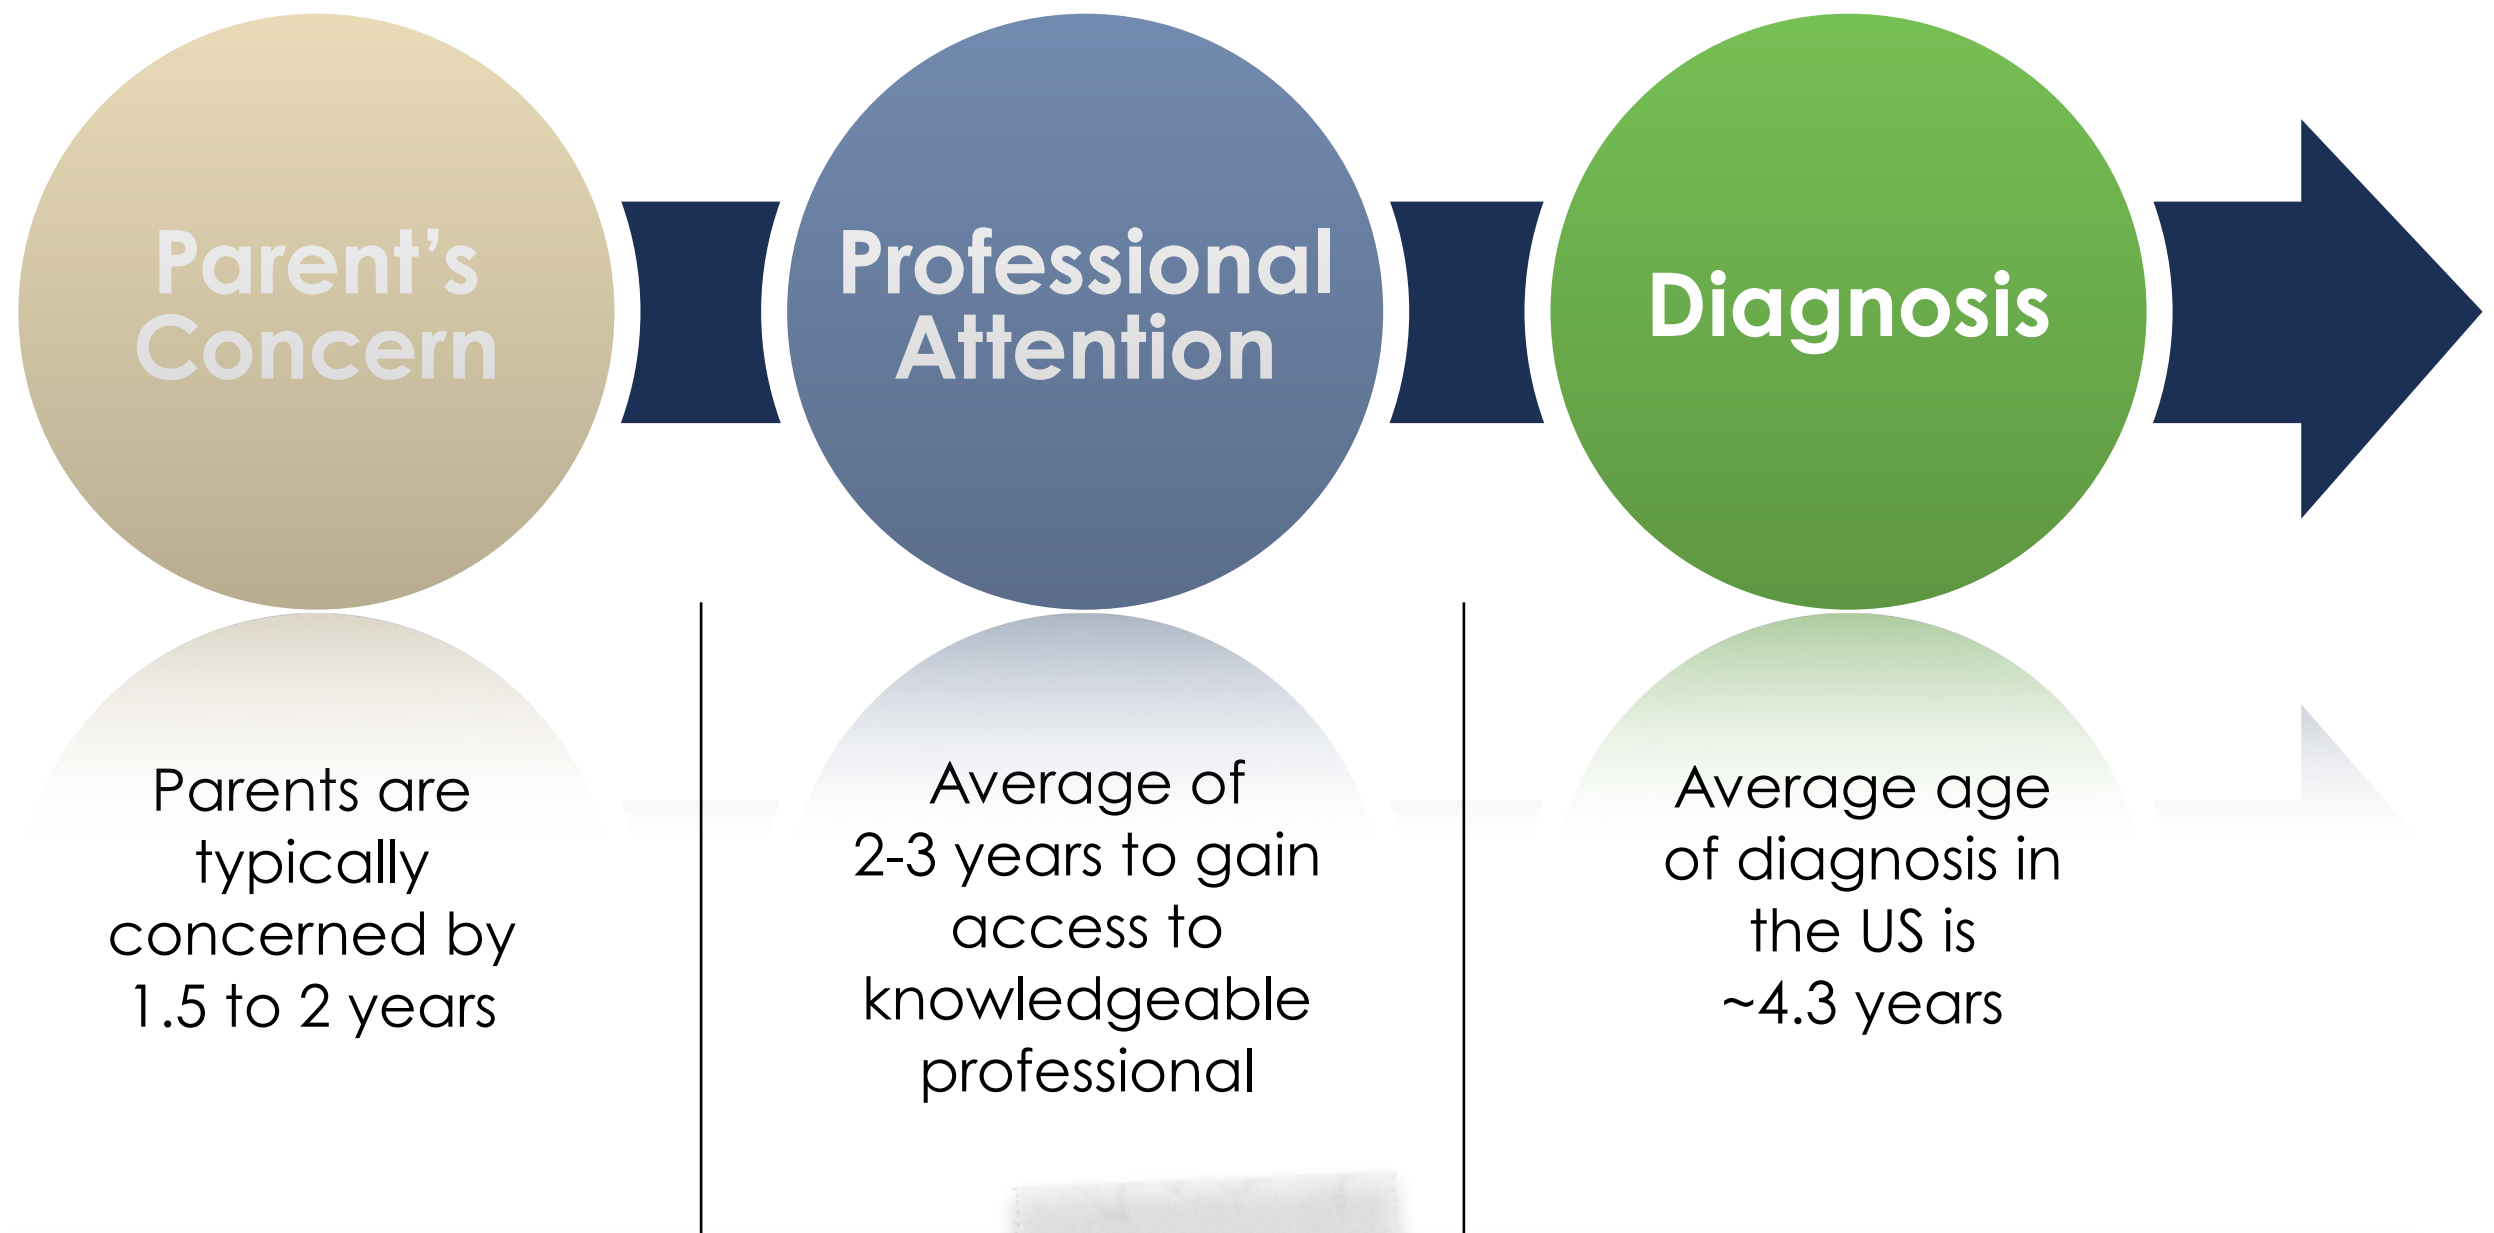 Parent's
Concern
Professional
Attention
Diagnosis
Parents are
typically
concerned by
1.5 to 2 years
Average of
2-3 years to gain
access to
knowledgeable
professional
Average age
of diagnosis in
the US is
~4.3 years